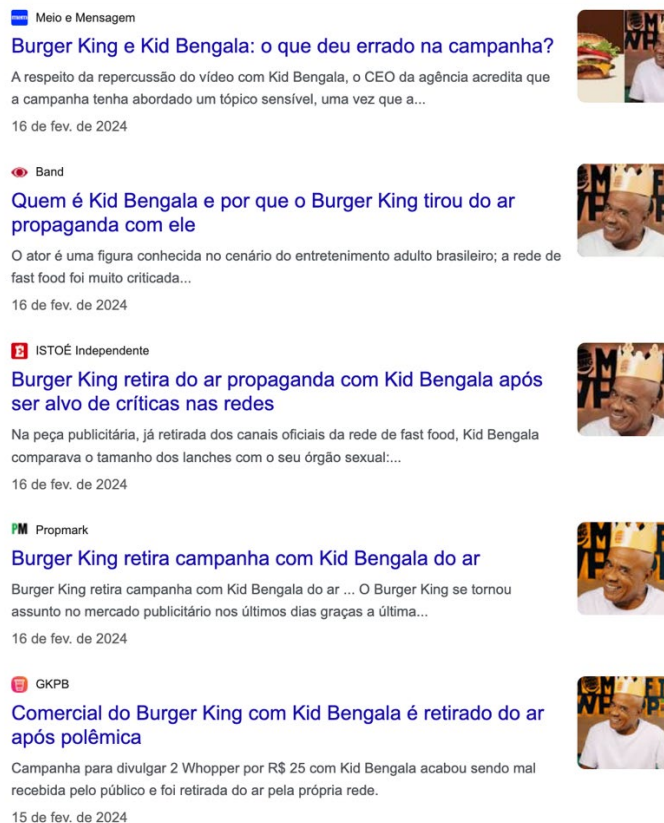 Meio e Mensagem
Burger King e Kid Bengala: o que deu errado na campanha?
A respeito da repercussão do vídeo com Kid Bengala, o CEO da agência acredita que
a campanha tenha abordado um tópico sensível, uma vez que a...
16 de fev. de 2024
Band
Quem é Kid Bengala e por que o Burger King tirou do ar
propaganda com ele
O ator é uma figura conhecida no cenário do entretenimento adulto brasileiro; a rede de
fast food foi muito criticada...
16 de fev. de 2024
ISTOÉ Independente
Burger King retira do ar propaganda com Kid Bengala após
ser alvo de críticas nas redes
Na peça publicitária, já retirada dos canais oficiais da rede de fast food, Kid Bengala
comparava o tamanho dos lanches com o seu órgão sexual:...
16 de fev. de 2024
PM Propmark
Burger King retira campanha com Kid Bengala do ar
Burger King retira campanha com Kid Bengala do ar ... O Burger King se tornou
assunto no mercado publicitário nos últimos dias graças a última...
16 de fev. de 2024
GKPB
Comercial do Burger King com Kid Bengala é retirado do ar
após polêmica
Campanha para divulgar 2 Whopper por R$ 25 com Kid Bengala acabou sendo mal
recebida pelo público e foi retirada do ar pela própria rede.
15 de fev. de 2024